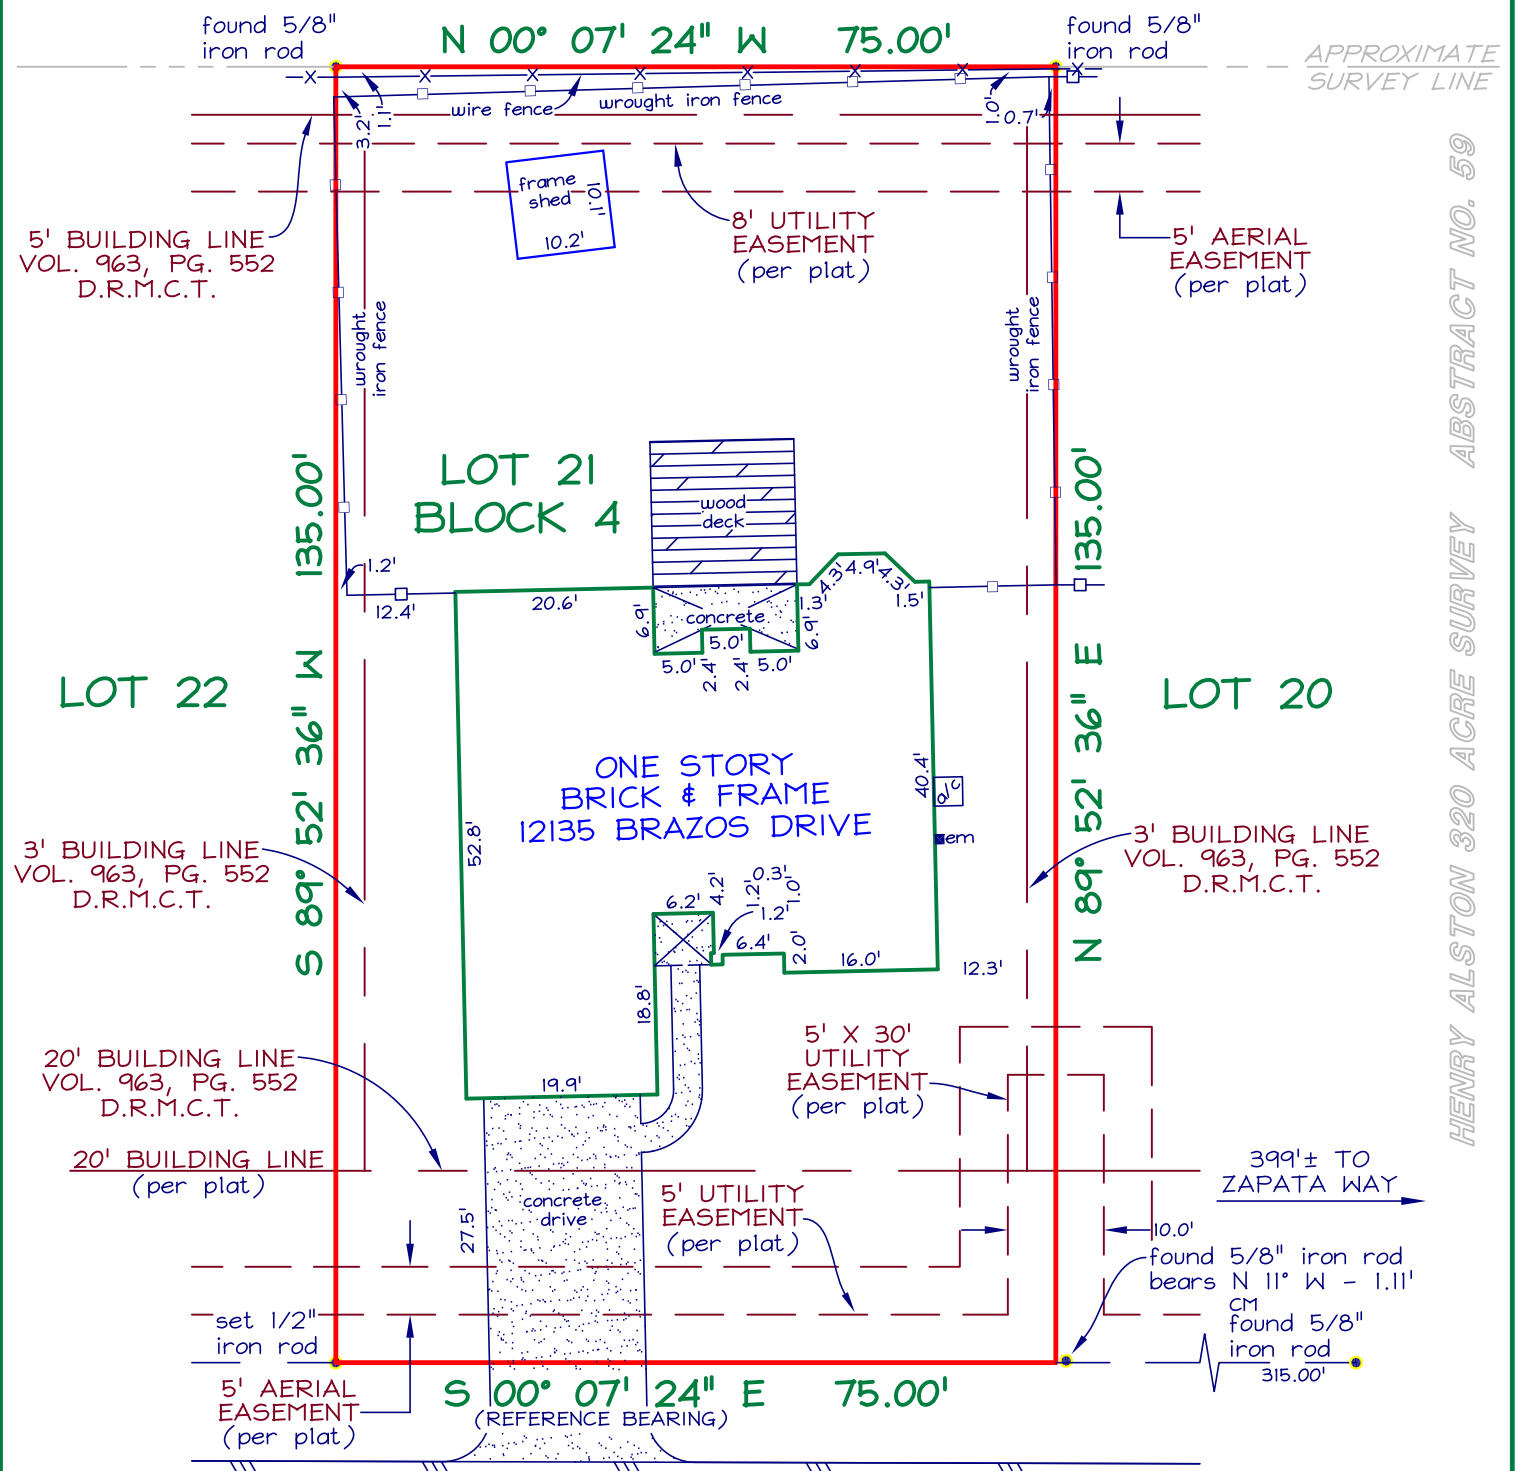 found 5/8"
iron rod
N 00° 07' 24" W 75.00'
found 5/8"
iron rod
APPROXIMATE
SURVEY LINE
X X X X X X X X
3.2'
1.1'
wire fence
wrought iron fence
1.0'
0.7'
frame
shed
10.1'
10.2'
5' BUILDING LINE
VOL. 963, PG. 552
D.R.M.C.T.
8' UTILITY
EASEMENT
(per plat)
5' AERIAL
EASEMENT
(per plat)
wrought
iron fence
wrought
iron fence
HENRY ALSTON 320 ACRE SURVEY ABSTRACT NO. 59
LOT 21
BLOCK 4
wood
deck
S 89° 52' 36" W 135.00'
N 89° 52' 36" E 135.00'
1.2'
12.4'
20.6'
6.9'
concrete
5.0'
5.0'
2.4'
2.4'
5.0'
1.3'
6.9'
4.3'
4.9'
4.3'
1.5'
LOT 22
LOT 20
ONE STORY
BRICK & FRAME
12135 BRAZOS DRIVE
52.8'
40.4'
a/c
em
3' BUILDING LINE
VOL. 963, PG. 552
D.R.M.C.T.
3' BUILDING LINE
VOL. 963, PG. 552
D.R.M.C.T.
6.2'
4.2'
1.2'
0.3'
1.0'
1.2'
6.4'
2.0'
16.0'
12.3'
18.8'
19.9'
20' BUILDING LINE
VOL. 963, PG. 552
D.R.M.C.T.
5' X 30'
UTILITY
EASEMENT
(per plat)
20' BUILDING LINE
(per plat)
399'± TO
ZAPATA WAY
27.5'
concrete
drive
5' UTILITY
EASEMENT
(per plat)
10.0'
found 5/8" iron rod
bears N 11° W - 1.11'
CM
found 5/8"
iron rod
315.00'
set 1/2"
iron rod
5' AERIAL
EASEMENT
(per plat)
S 00° 07' 24" E 75.00'
(REFERENCE BEARING)